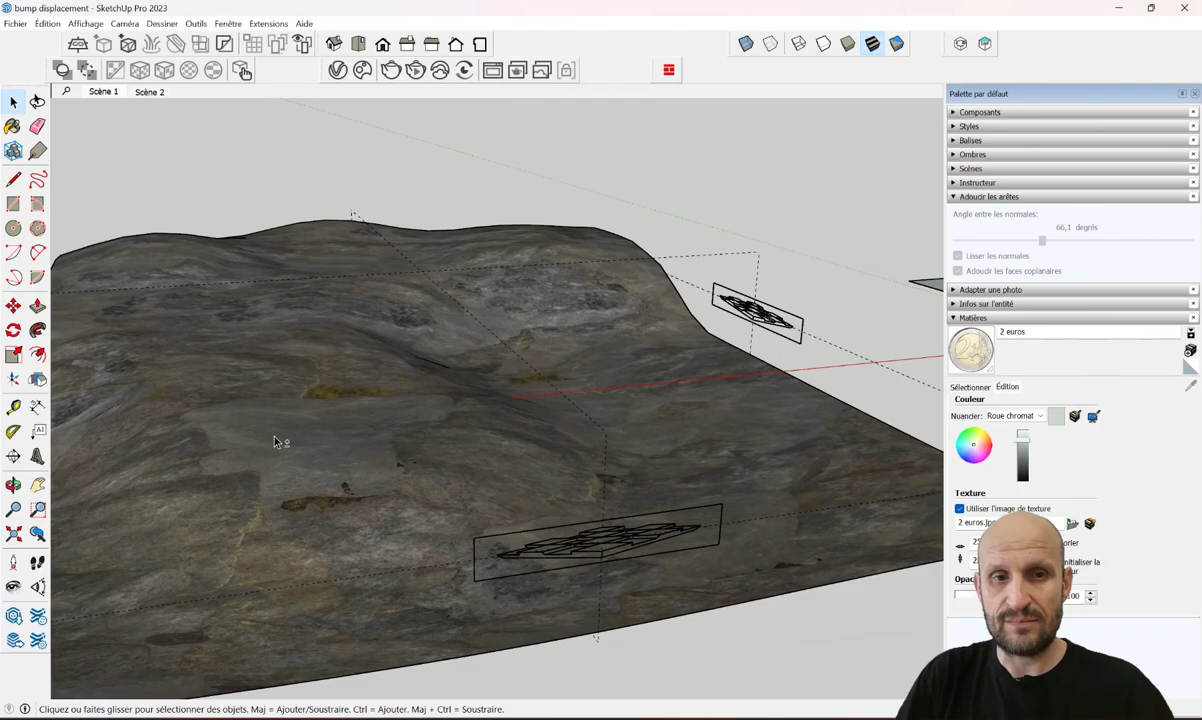 bump displacement - SketchUp Pro 2023
Fichier Édition Affichage Caméra Dessiner Outils Fenêtre Extensions Aide
Scène 1 Scène 2
Palette par défaut
Composants
Styles
Balises
Ombres
Scènes
Instructeur
Adoucir les arêtes
Angle entre les normales:
66,1 degrés
Lisser les normales
Adoucir les faces coplanaires
Adapter une photo
Infos sur l'entité
Matières
2 euros
Sélectionner Édition
Couleur
Nuancier: Roue chromat
Texture
Utiliser l'image de texture
2 euros.jp
Cliquez ou faites glisser pour sélectionner des objets. Maj = Ajouter/Soustraire. Ctrl = Ajouter. Maj + Ctrl = Soustraire.